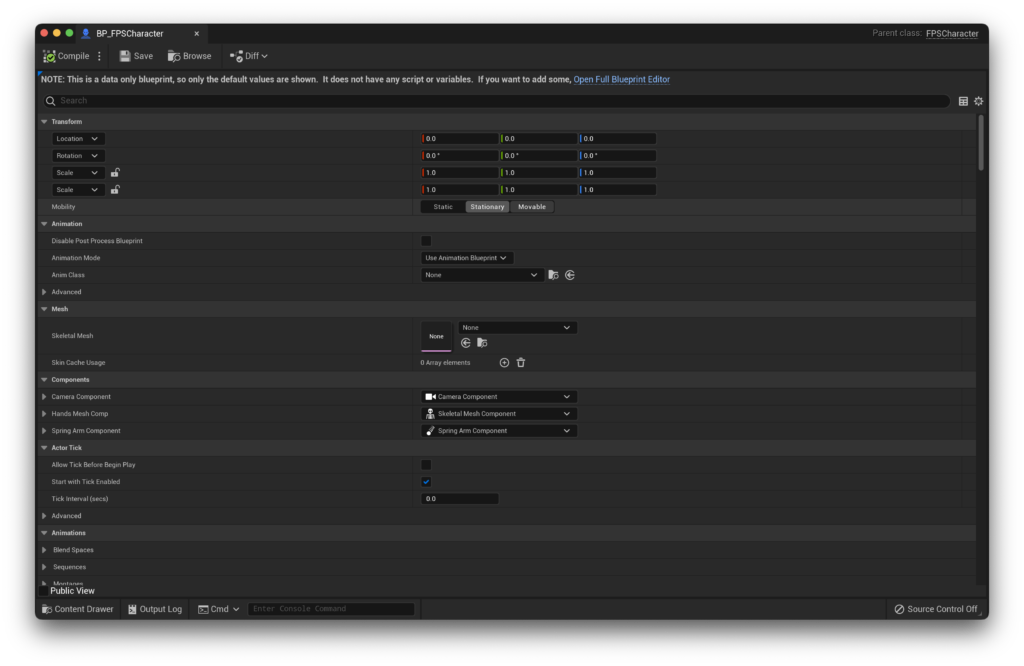 BP_FPSCharacter
Parent class: FPSCharacter
Compile Save Browse Diff
NOTE: This is a data only blueprint, so only the default values are shown. It does not have any script or variables. If you want to add some, Open Full Blueprint Editor
Search
Transform
Location 0.0 0.0 0.0
Rotation 0.0 ° 0.0 ° 0.0 °
Scale 1.0 1.0 1.0
Scale 1.0 1.0 1.0
Mobility Static Stationary Movable
Animation
Disable Post Process Blueprint
Animation Mode Use Animation Blueprint
Anim Class None
Advanced
Mesh
Skeletal Mesh None None
Skin Cache Usage 0 Array elements
Components
Camera Component Camera Component
Hands Mesh Comp Skeletal Mesh Component
Spring Arm Component Spring Arm Component
Actor Tick
Allow Tick Before Begin Play
Start with Tick Enabled
Tick Interval (secs) 0.0
Advanced
Animations
Blend Spaces
Sequences
Montages
Public View
Content Drawer Output Log Cmd Enter Console Command Source Control Off